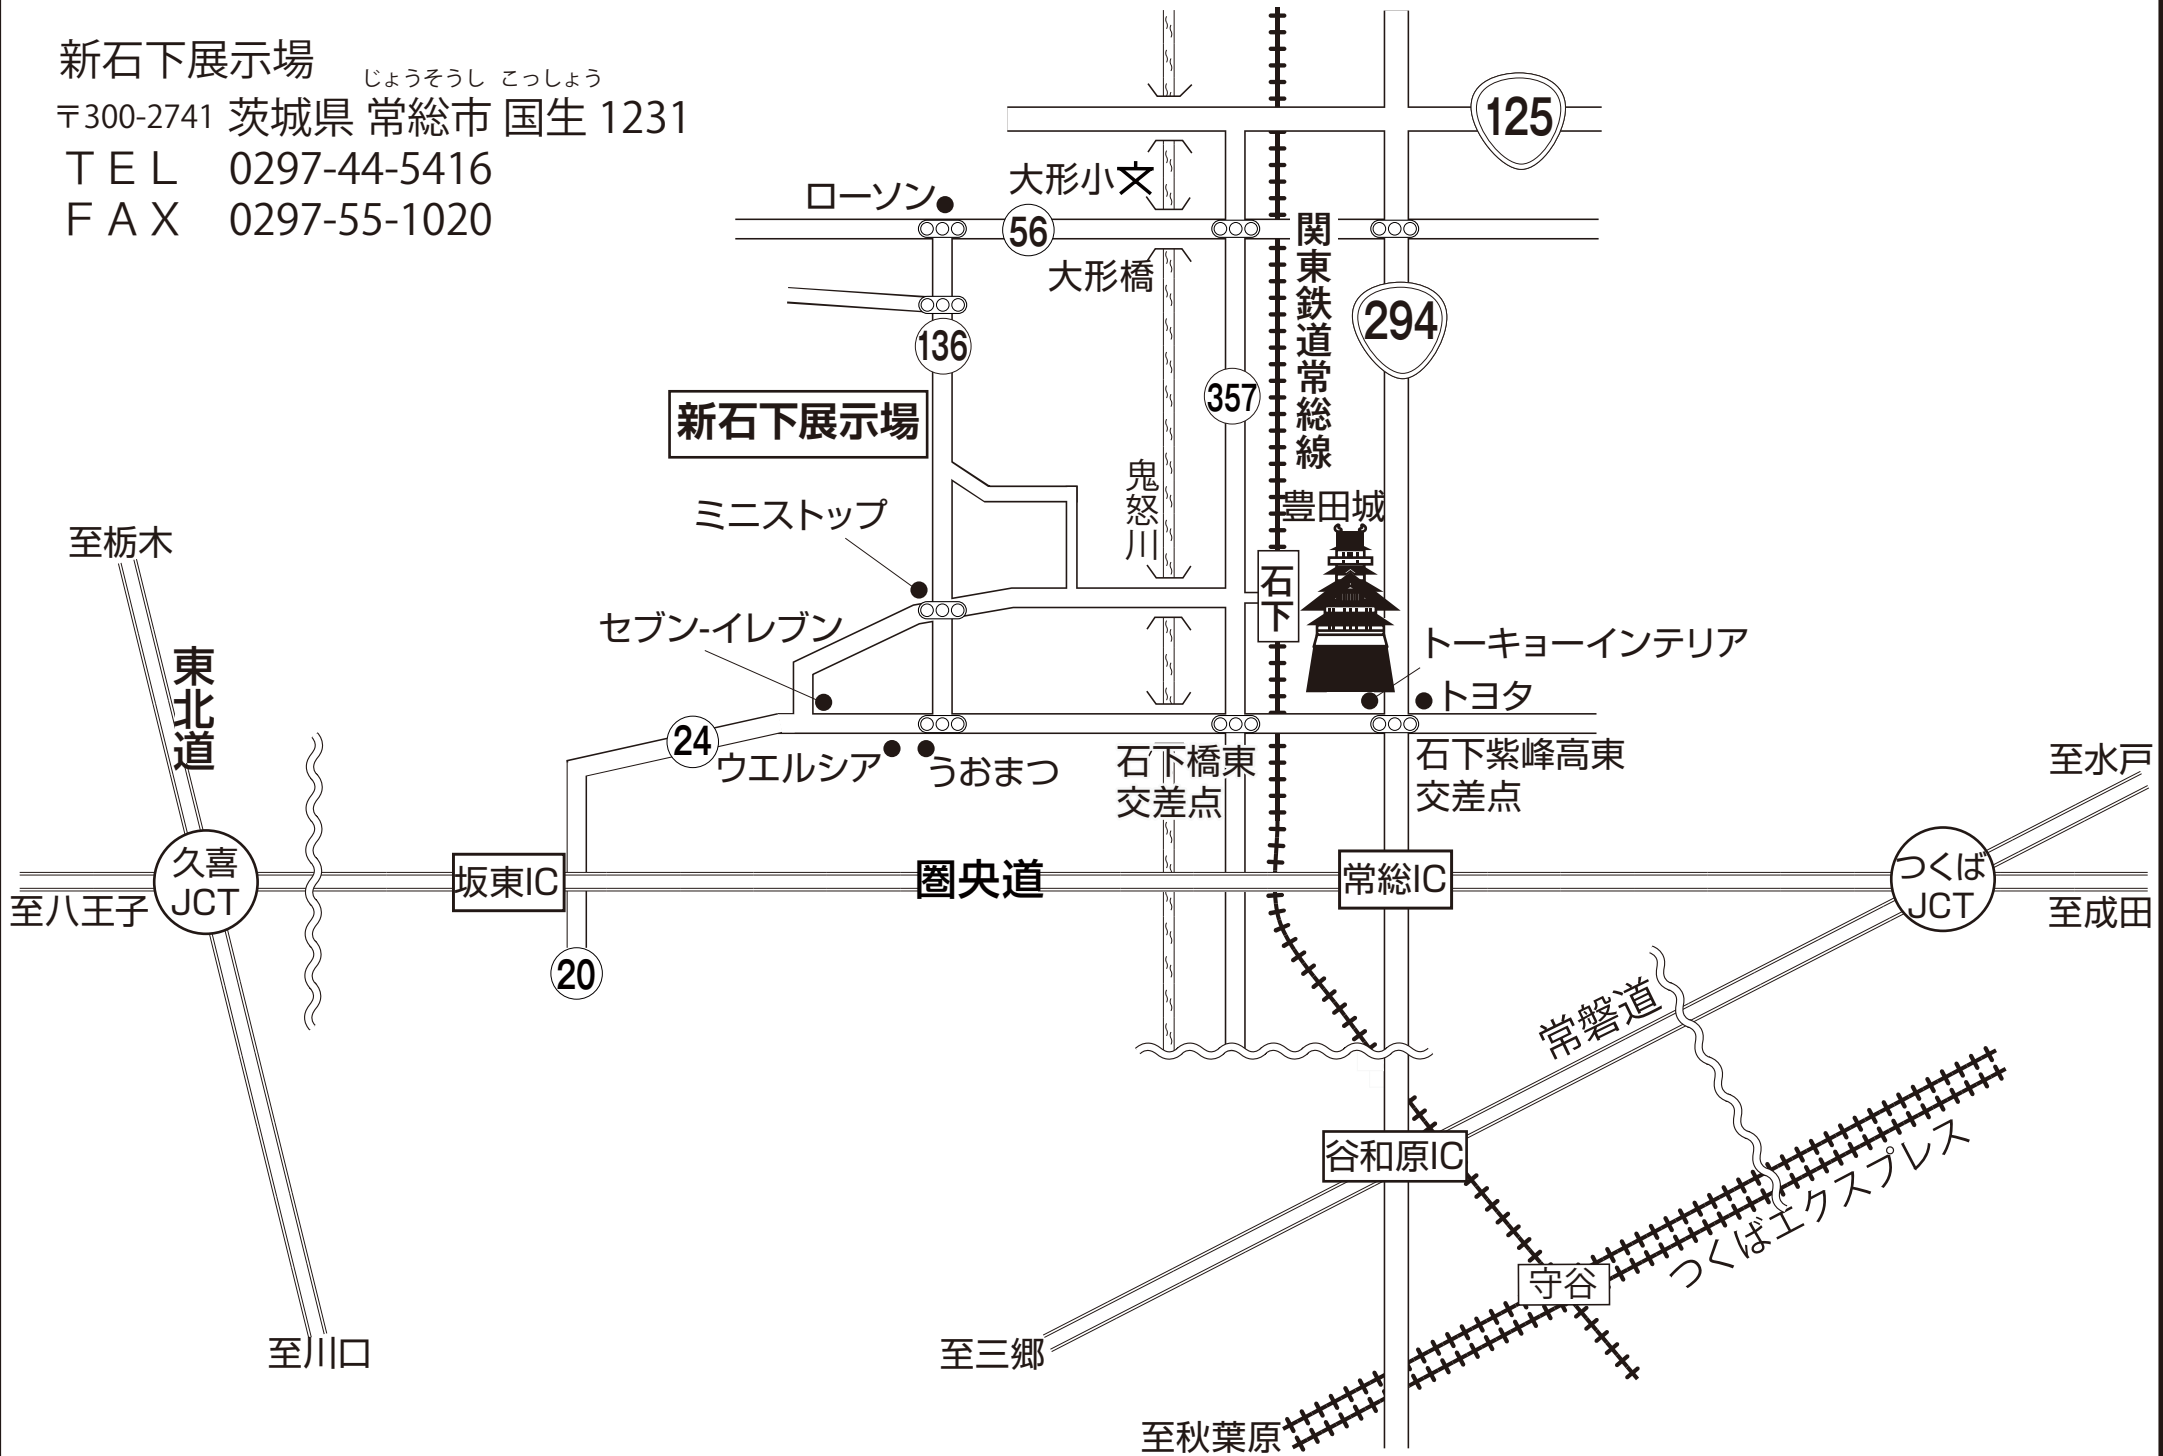 新石下展示場
じょうそうし こっしょう
〒300-2741 茨城県 常総市 国生 1231
ＴＥＬ 0297-44-5416
ＦＡＸ 0297-55-1020
125
大形小
文
ローソン
56
関東鉄道常総線
大形橋
294
136
357
新石下展示場
鬼怒川
豊田城
ミニストップ
至栃木
石下
セブン-イレブン
トーキョーインテリア
東北道
トヨタ
24
ウエルシア
うおまつ
石下橋東
交差点
石下紫峰高東
交差点
至水戸
久喜
JCT
坂東IC
圏央道
常総IC
つくば
JCT
至八王子
至成田
20
常磐道
谷和原IC
つくばエクスプレス
守谷
至川口
至三郷
至秋葉原